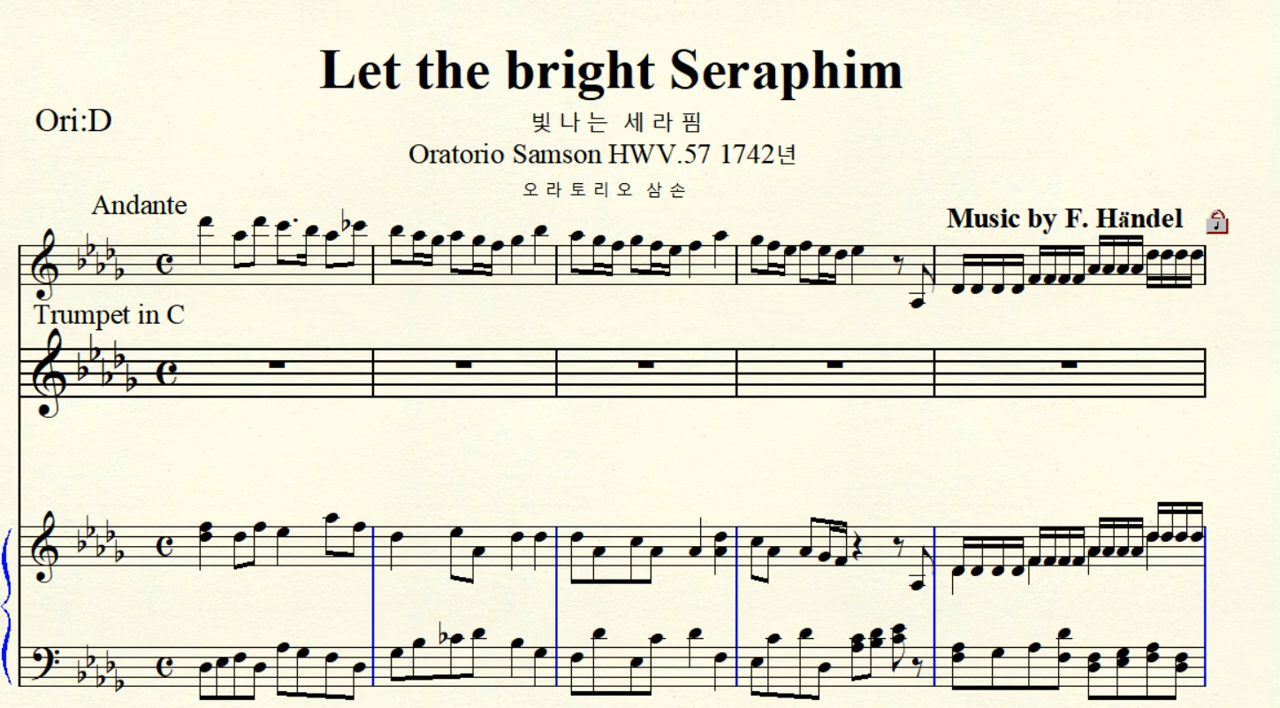 Let the bright Seraphim
Ori:D
빛나는 세라핌
Oratorio Samson HWV.57 1742년
오라토리오 삼손
Andante
Music by F. Händel
Trumpet in C